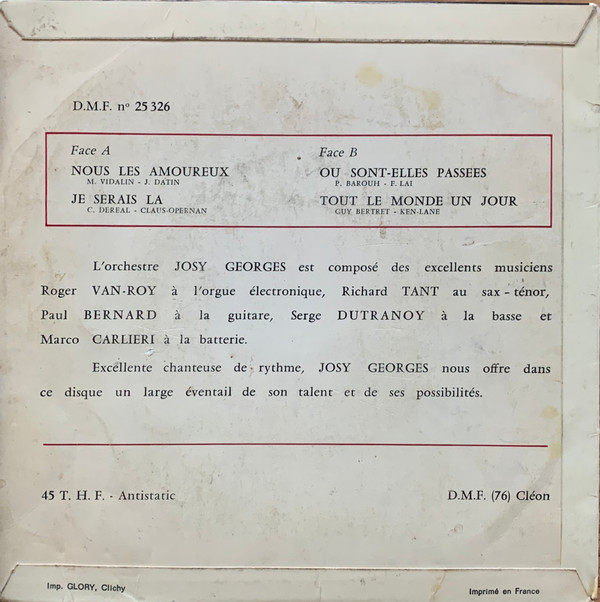 D.M.F. nº 25 326
Face A
NOUS LES AMOUREUX
M. VIDALIN - J. DATIN
JE SERAIS LA
C. DEREAL - CLAUS-OPERNAN
Face B
OU SONT-ELLES PASSEES
P. BAROUH - F. LAI
TOUT LE MONDE UN JOUR
GUY BERTRET - KEN-LANE
L'orchestre JOSY GEORGES est composé des excellents musiciens
Roger VAN-ROY à l'orgue électronique, Richard TANT au sax - ténor,
Paul BERNARD à la guitare, Serge DUTRANOY à la basse et
Marco CARLIERI à la batterie.
Excellente chanteuse de rythme, JOSY GEORGES nous offre dans
ce disque un large éventail de son talent et de ses possibilités.
45 T. H. F. - Antistatic
D.M.F. (76) Cléon
Imp. GLORY, Clichy
Imprimé en France